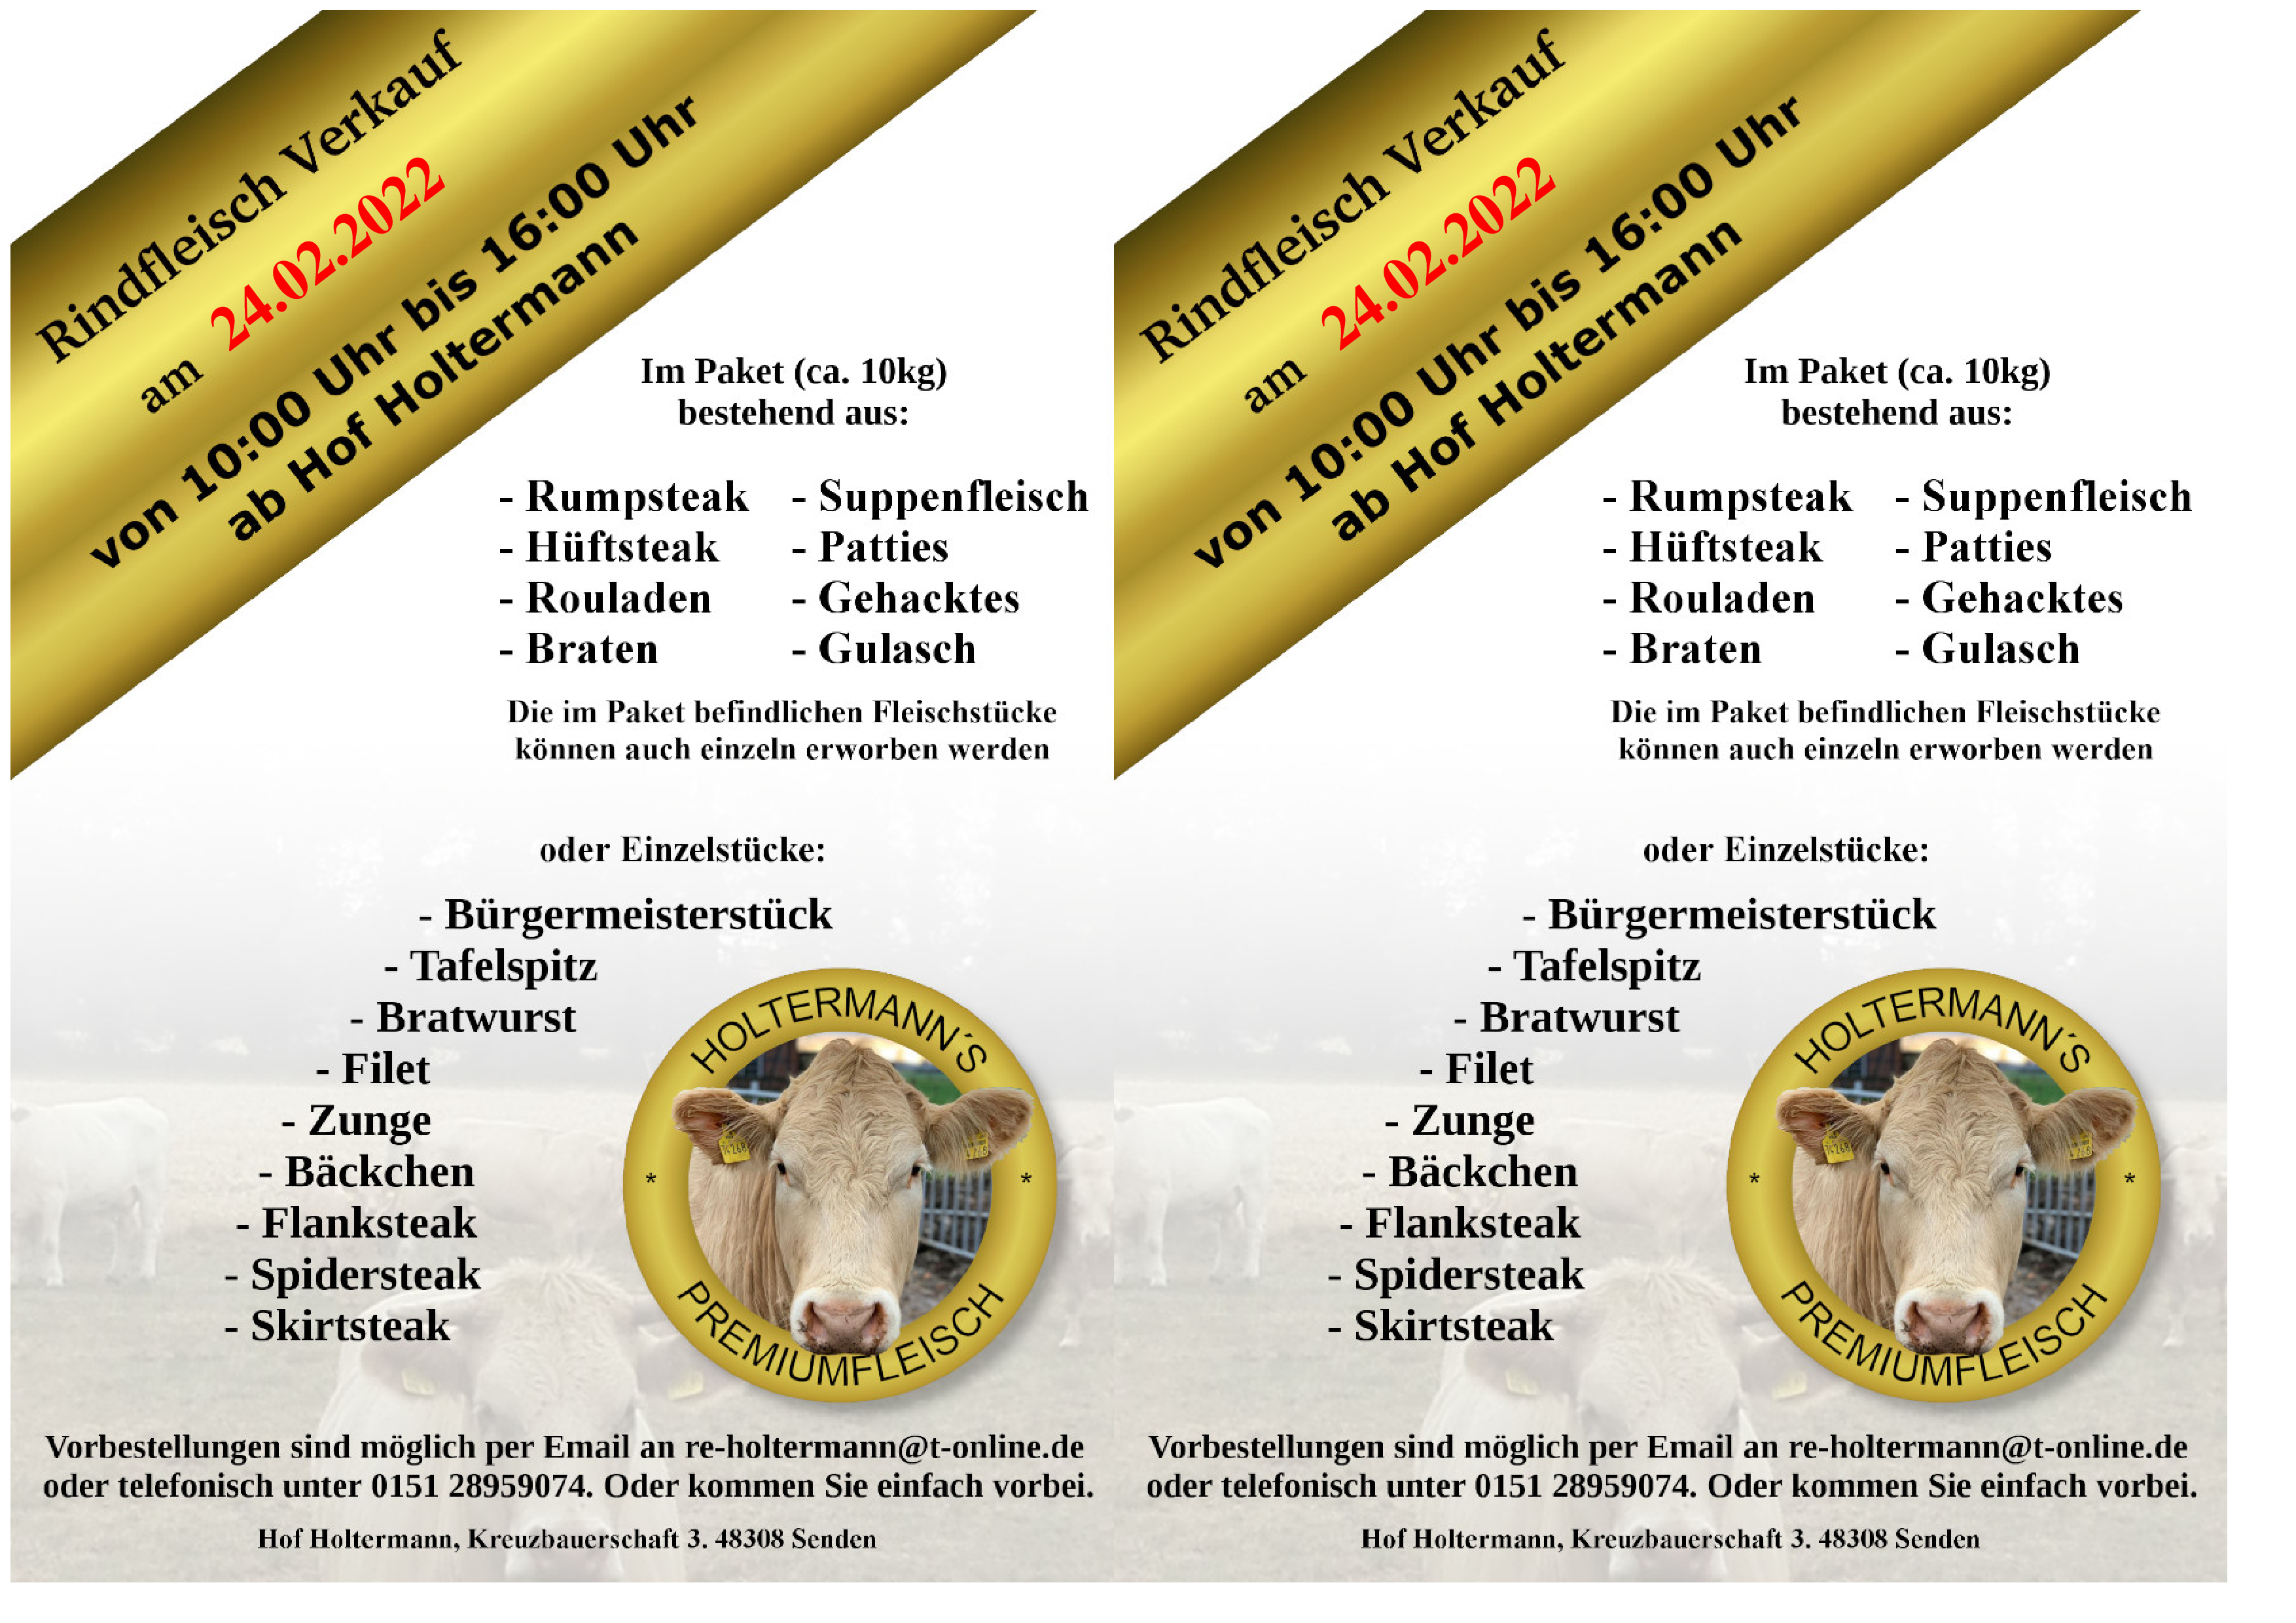 Rindfleisch Verkauf
am 24.02.2022
von 10:00 Uhr bis 16:00 Uhr
ab Hof Holtermann
Im Paket (ca. 10kg)
bestehend aus:
- Rumpsteak - Suppenfleisch
- Hüftsteak - Patties
- Rouladen - Gehacktes
- Braten - Gulasch
Die im Paket befindlichen Fleischstücke
können auch einzeln erworben werden
oder Einzelstücke:
- Bürgermeisterstück
- Tafelspitz
- Bratwurst
- Filet
- Zunge
- Bäckchen
- Flanksteak
- Spidersteak
- Skirtsteak
HOLTERMANN´S
* *
PREMIUMFLEISCH
Vorbestellungen sind möglich per Email an re-holtermann@t-online.de
oder telefonisch unter 0151 28959074. Oder kommen Sie einfach vorbei.
Hof Holtermann, Kreuzbauerschaft 3. 48308 Senden
Rindfleisch Verkauf
am 24.02.2022
von 10:00 Uhr bis 16:00 Uhr
ab Hof Holtermann
Im Paket (ca. 10kg)
bestehend aus:
- Rumpsteak - Suppenfleisch
- Hüftsteak - Patties
- Rouladen - Gehacktes
- Braten - Gulasch
Die im Paket befindlichen Fleischstücke
können auch einzeln erworben werden
oder Einzelstücke:
- Bürgermeisterstück
- Tafelspitz
- Bratwurst
- Filet
- Zunge
- Bäckchen
- Flanksteak
- Spidersteak
- Skirtsteak
HOLTERMANN´S
* *
PREMIUMFLEISCH
Vorbestellungen sind möglich per Email an re-holtermann@t-online.de
oder telefonisch unter 0151 28959074. Oder kommen Sie einfach vorbei.
Hof Holtermann, Kreuzbauerschaft 3. 48308 Senden